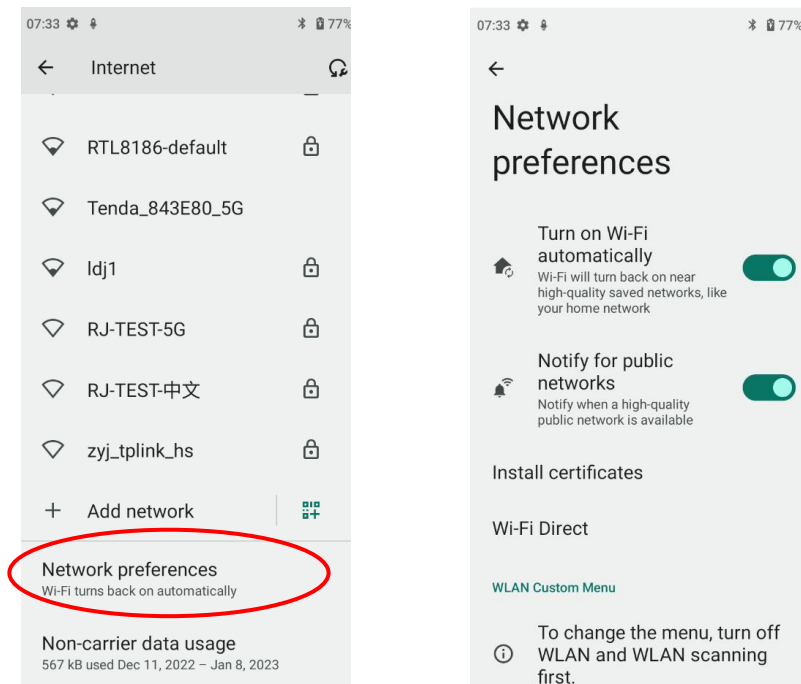 07:33
77%
Internet
RTL8186-default
Tenda_843E80_5G
ldj1
RJ-TEST-5G
RJ-TEST-中文
zyj_tplink_hs
Add network
Network preferences
Wi-Fi turns back on automatically
Non-carrier data usage
567 kB used Dec 11, 2022 – Jan 8, 2023
07:33
77%
Network
preferences
Turn on Wi-Fi
automatically
Wi-Fi will turn back on near
high-quality saved networks, like
your home network
Notify for public
networks
Notify when a high-quality
public network is available
Install certificates
Wi-Fi Direct
WLAN Custom Menu
To change the menu, turn off
WLAN and WLAN scanning
first.